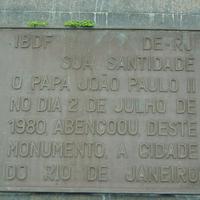 IBDF DE-RJ
SUA SANTIDADE
O PAPA JOÃO PAULO II
NO DIA 2 DE JULHO DE
1980, ABENÇOOU DESTE
MONUMENTO, A CIDADE
DO RIO DE JANEIRO